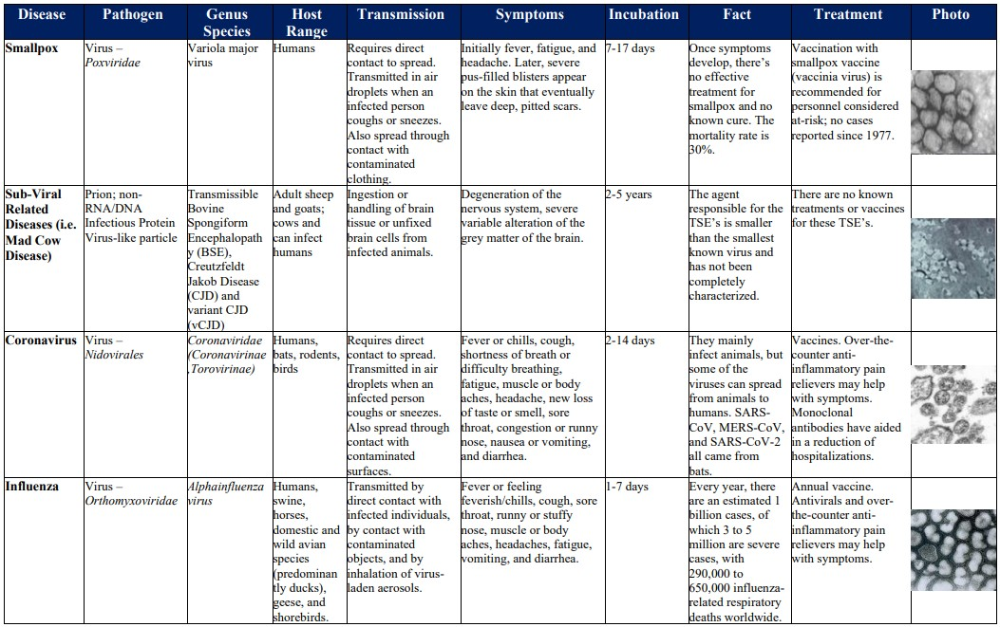 Disease
Pathogen
Genus
Species
Host
Range
Transmission
Symptoms
Incubation
Fact
Treatment
Photo
Smallpox
Virus –
Poxviridae
Variola major
virus
Humans
Requires direct
contact to spread.
Transmitted in air
droplets when an
infected person
coughs or sneezes.
Also spread through
contact with
contaminated
clothing.
Initially fever, fatigue, and
headache. Later, severe
pus-filled blisters appear
on the skin that eventually
leave deep, pitted scars.
7-17 days
Once symptoms
develop, there's
no effective
treatment for
smallpox and no
known cure. The
mortality rate is
30%.
Vaccination with
smallpox vaccine
(vaccinia virus) is
recommended for
personnel considered
at-risk; no cases
reported since 1977.
Sub-Viral
Related
Diseases (i.e.
Mad Cow
Disease)
Prion; non-
RNA/DNA
Infectious Protein
Virus-like particle
Transmissible
Bovine
Spongiform
Encephalopath
y (BSE),
Creutzfeldt
Jakob Disease
(CJD) and
variant CJD
(vCJD)
Adult sheep
and goats;
cows and
can infect
humans
Ingestion or
handling of brain
tissue or unfixed
brain cells from
infected animals.
Degeneration of the
nervous system, severe
variable alteration of the
grey matter of the brain.
2-5 years
The agent
responsible for the
TSE's is smaller
than the smallest
known virus and
has not been
completely
characterized.
There are no known
treatments or vaccines
for these TSE's.
Coronavirus
Virus –
Nidovirales
Coronaviridae
(Coronavirinae
,Torovirinae)
Humans,
bats, rodents,
birds
Requires direct
contact to spread.
Transmitted in air
droplets when an
infected person
coughs or sneezes.
Also spread through
contact with
contaminated
surfaces.
Fever or chills, cough,
shortness of breath or
difficulty breathing,
fatigue, muscle or body
aches, headache, new loss
of taste or smell, sore
throat, congestion or runny
nose, nausea or vomiting,
and diarrhea.
2-14 days
They mainly
infect animals, but
some of the
viruses can spread
from animals to
humans. SARS-
CoV, MERS-CoV,
and SARS-CoV-2
all came from
bats.
Vaccines. Over-the-
counter anti-
inflammatory pain
relievers may help
with symptoms.
Monoclonal
antibodies have aided
in a reduction of
hospitalizations.
Influenza
Virus –
Orthomyxoviridae
Alphainfluenza
virus
Humans,
swine,
horses,
domestic and
wild avian
species
(predominan
tly ducks),
geese, and
shorebirds.
Transmitted by
direct contact with
infected individuals,
by contact with
contaminated
objects, and by
inhalation of virus-
laden aerosols.
Fever or feeling
feverish/chills, cough, sore
throat, runny or stuffy
nose, muscle or body
aches, headaches, fatigue,
vomiting, and diarrhea.
1-7 days
Every year, there
are an estimated 1
billion cases, of
which 3 to 5
million are severe
cases, with
290,000 to
650,000 influenza-
related respiratory
deaths worldwide.
Annual vaccine.
Antivirals and over-
the-counter anti-
inflammatory pain
relievers may help
with symptoms.